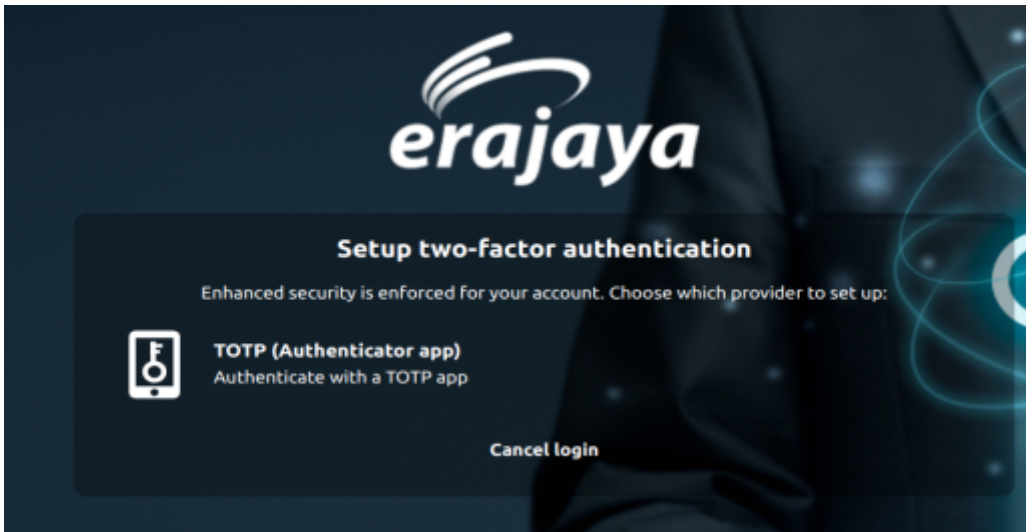 erajaya
Setup two-factor authentication
Enhanced security is enforced for your account. Choose which provider to set up:
TOTP (Authenticator app)
Authenticate with a TOTP app
Cancel login